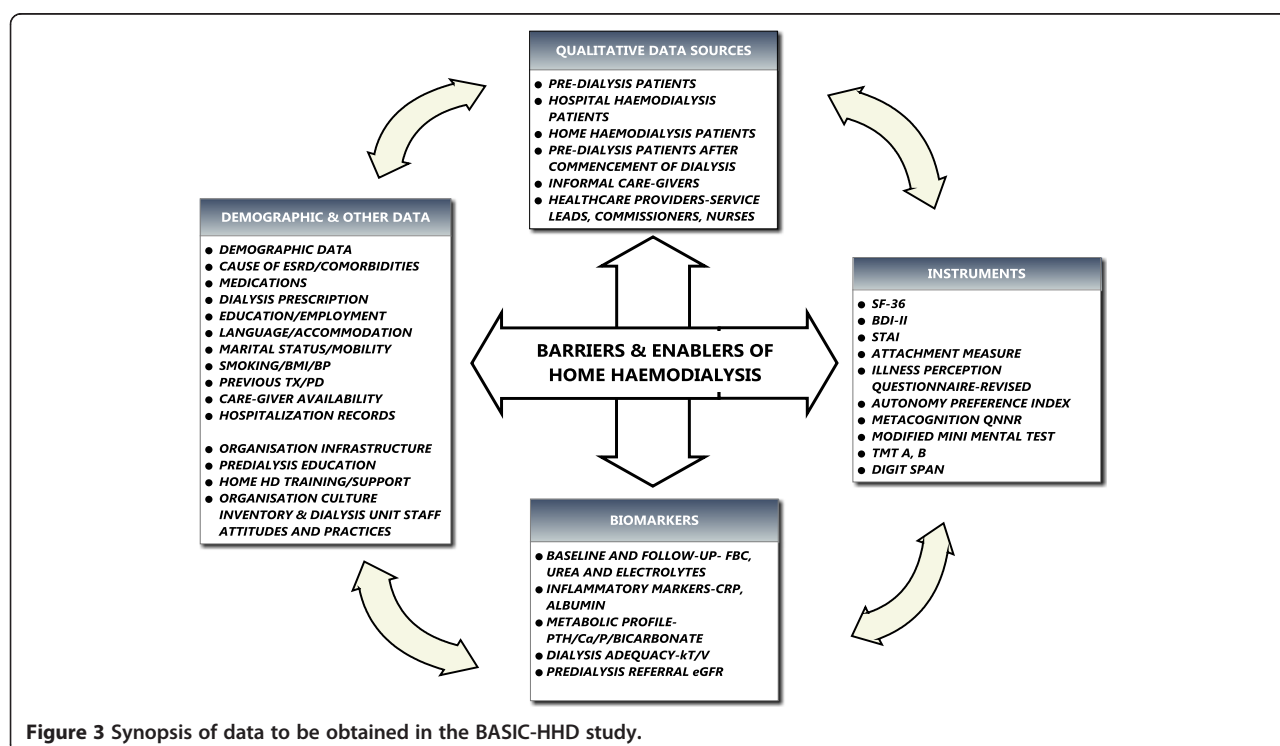 QUALITATIVE DATA SOURCES
● PRE-DIALYSIS PATIENTS
● HOSPITAL HAEMODIALYSIS
PATIENTS
● HOME HAEMODIALYSIS PATIENTS
● PRE-DIALYSIS PATIENTS AFTER
COMMENCEMENT OF DIALYSIS
● INFORMAL CARE-GIVERS
● HEALTHCARE PROVIDERS-SERVICE
LEADS, COMMISSIONERS, NURSES
DEMOGRAPHIC & OTHER DATA
● DEMOGRAPHIC DATA
● CAUSE OF ESRD/COMORBIDITIES
● MEDICATIONS
● DIALYSIS PRESCRIPTION
● EDUCATION/EMPLOYMENT
● LANGUAGE/ACCOMMODATION
● MARITAL STATUS/MOBILITY
● SMOKING/BMI/BP
● PREVIOUS TX/PD
● CARE-GIVER AVAILABILITY
● HOSPITALIZATION RECORDS
● ORGANISATION INFRASTRUCTURE
● PREDIALYSIS EDUCATION
● HOME HD TRAINING/SUPPORT
● ORGANISATION CULTURE
INVENTORY & DIALYSIS UNIT STAFF
ATTITUDES AND PRACTICES
BARRIERS & ENABLERS OF
HOME HAEMODIALYSIS
INSTRUMENTS
● SF-36
● BDI-II
● STAI
● ATTACHMENT MEASURE
● ILLNESS PERCEPTION
QUESTIONNAIRE-REVISED
● AUTONOMY PREFERENCE INDEX
● METACOGNITION QNNR
● MODIFIED MINI MENTAL TEST
● TMT A, B
● DIGIT SPAN
BIOMARKERS
● BASELINE AND FOLLOW-UP- FBC,
UREA AND ELECTROLYTES
● INFLAMMATORY MARKERS-CRP,
ALBUMIN
● METABOLIC PROFILE-
PTH/Ca/P/BICARBONATE
● DIALYSIS ADEQUACY-kT/V
● PREDIALYSIS REFERRAL eGFR
Figure 3 Synopsis of data to be obtained in the BASIC-HHD study.